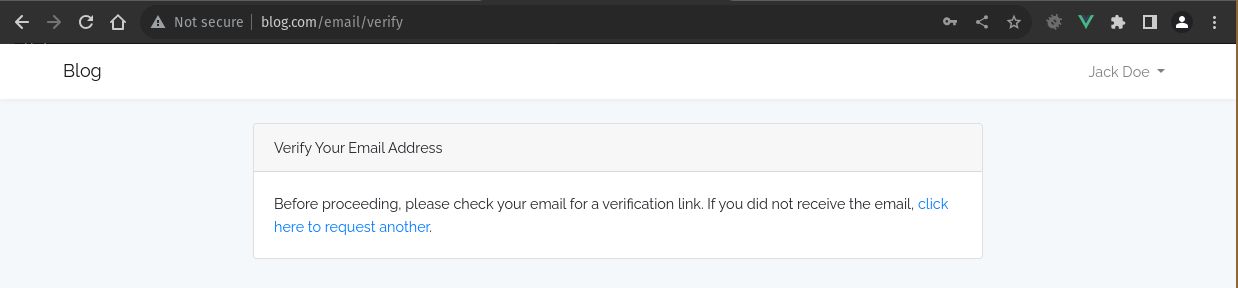 Not secure | blog.com/email/verify
Blog
Jack Doe
Verify Your Email Address
Before proceeding, please check your email for a verification link. If you did not receive the email, click
here to request another.